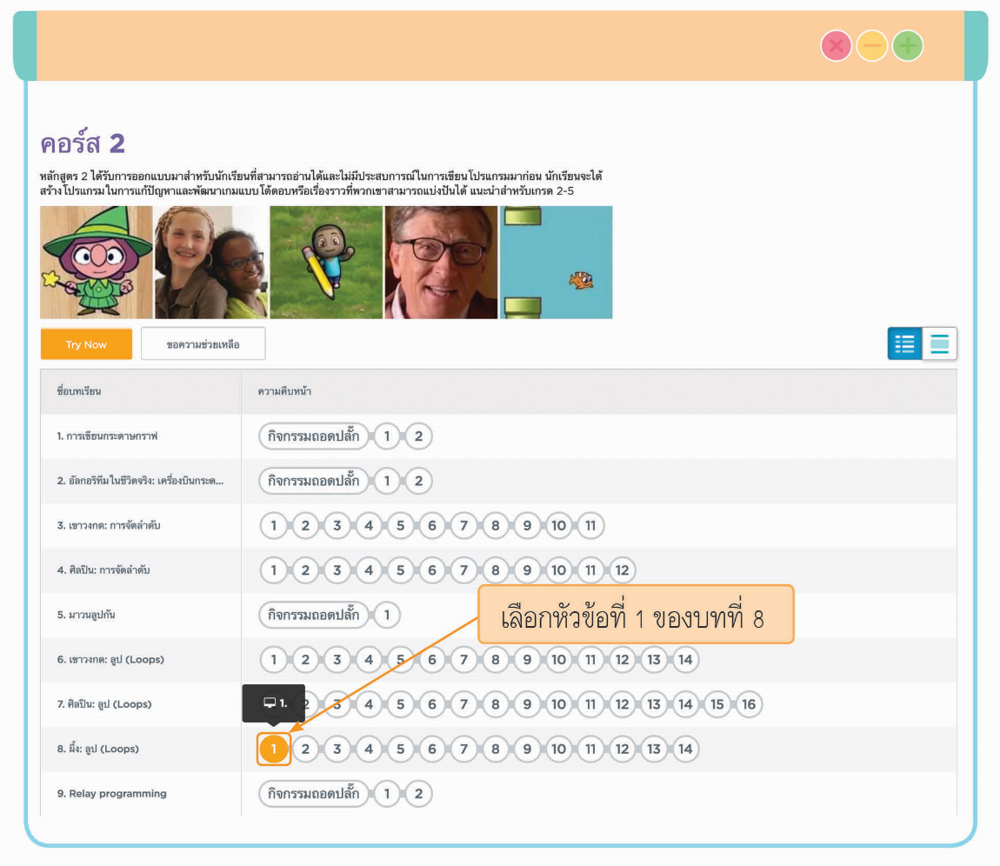 คอร์ส 2
หลักสูตร 2 ได้รับการออกแบบมาสำหรับนักเรียนที่สามารถอ่านได้และไม่มีประสบการณ์ในการเขียนโปรแกรมมาก่อน นักเรียนจะได้
สร้างโปรแกรมในการแก้ปัญหาและพัฒนาเกมแบบโต้ตอบหรือเรื่องราวที่พวกเขาสามารถแบ่งปันได้ แนะนำสำหรับเกรด 2-5
Try Now ขอความช่วยเหลือ
ชื่อบทเรียน ความคืบหน้า
1. การเขียนกระดาษกราฟ กิจกรรมถอดปลั๊ก 1 2
2. อัลกอริทึมในชีวิตจริง: เครื่องบินกระด... กิจกรรมถอดปลั๊ก 1 2
3. เขาวงกต: การจัดลำดับ 1 2 3 4 5 6 7 8 9 10 11
4. ศิลปิน: การจัดลำดับ 1 2 3 4 5 6 7 8 9 10 11 12
5. มาวนลูปกัน กิจกรรมถอดปลั๊ก 1
เลือกหัวข้อที่ 1 ของบทที่ 8
6. เขาวงกต: ลูป (Loops) 1 2 3 4 5 6 7 8 9 10 11 12 13 14
7. ศิลปิน: ลูป (Loops) 1. 2 3 4 5 6 7 8 9 10 11 12 13 14 15 16
8. ผึ้ง: ลูป (Loops) 1 2 3 4 5 6 7 8 9 10 11 12 13 14
9. Relay programming กิจกรรมถอดปลั๊ก 1 2